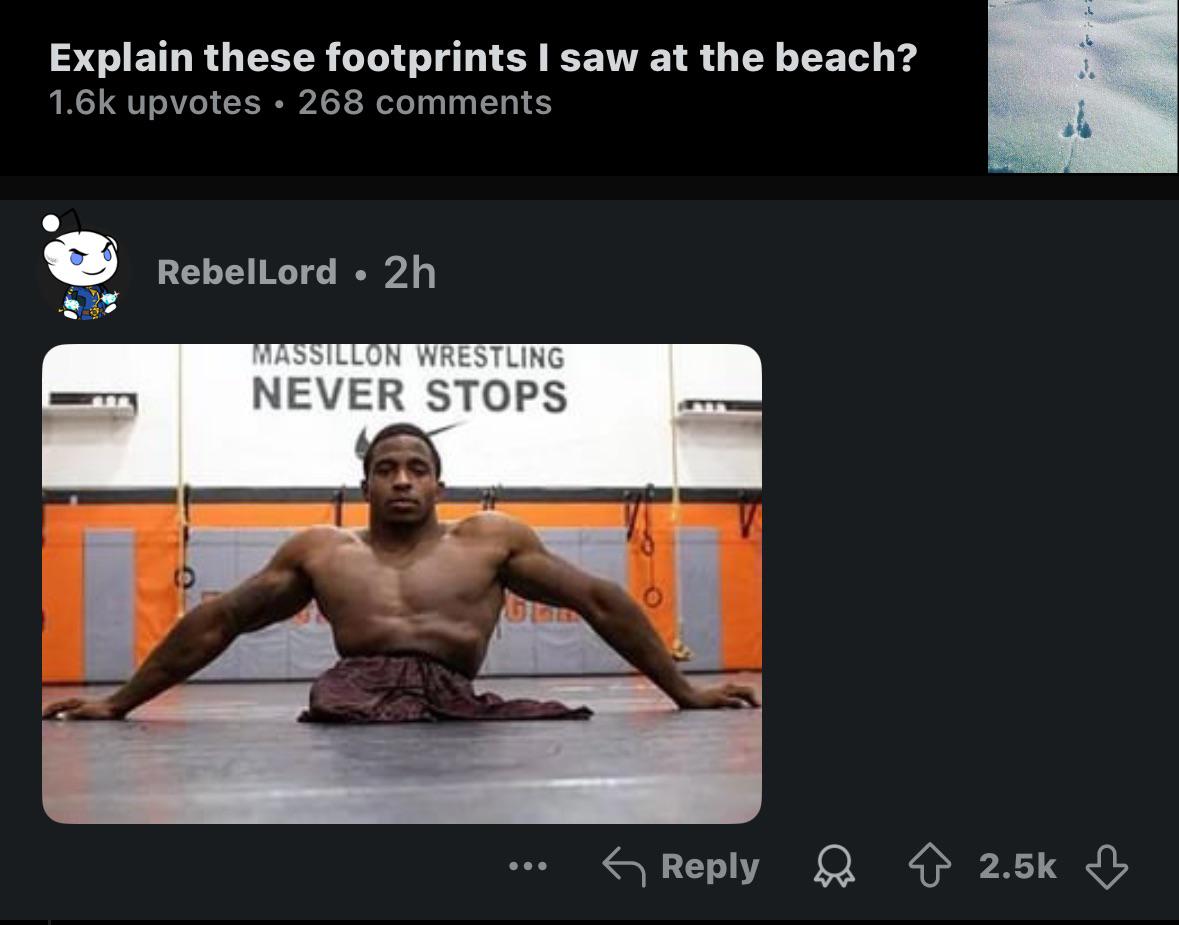 Explain these footprints I saw at the beach?
1.6k upvotes • 268 comments
RebelLord • 2h
MASSILLON WRESTLING
NEVER STOPS
Reply
2.5k